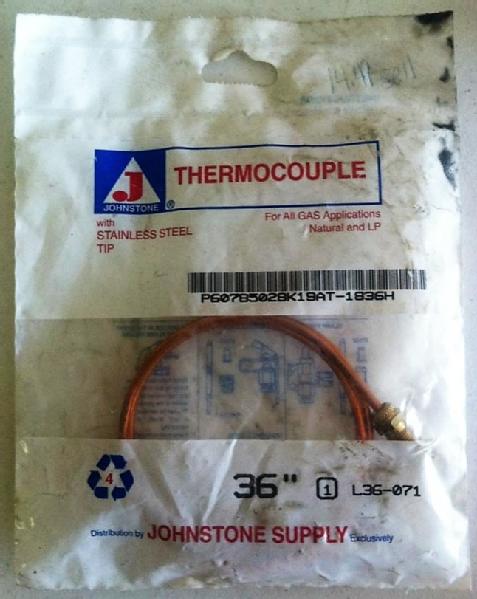 J
JOHNSTONE
®
THERMOCOUPLE
with
STAINLESS STEEL
TIP
For All GAS Applications
Natural and LP
P60785028K19AT-1836H
4
36"
1
L36-071
Distribution by JOHNSTONE SUPPLY Exclusively